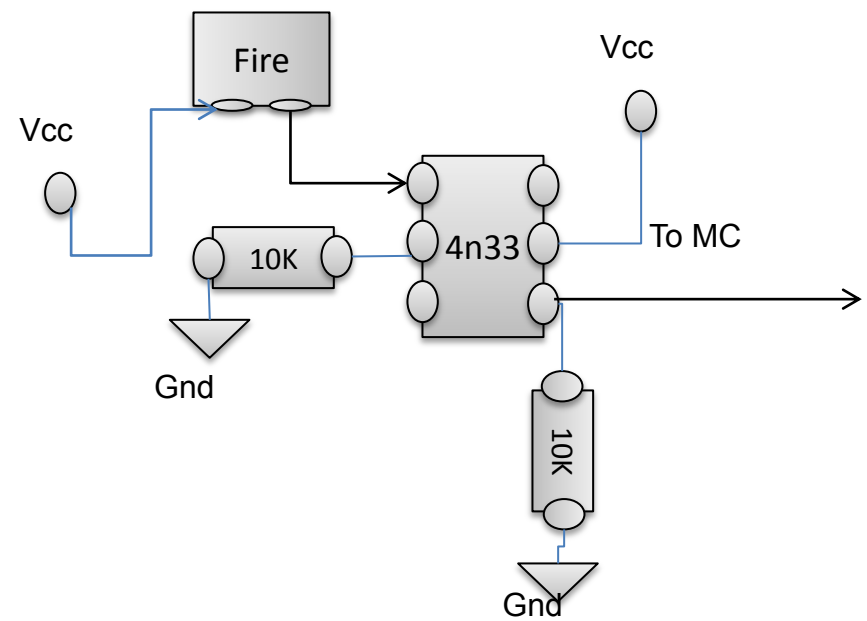 Fire
Vcc
Vcc
4n33
To MC
10K
Gnd
10K
Gnd